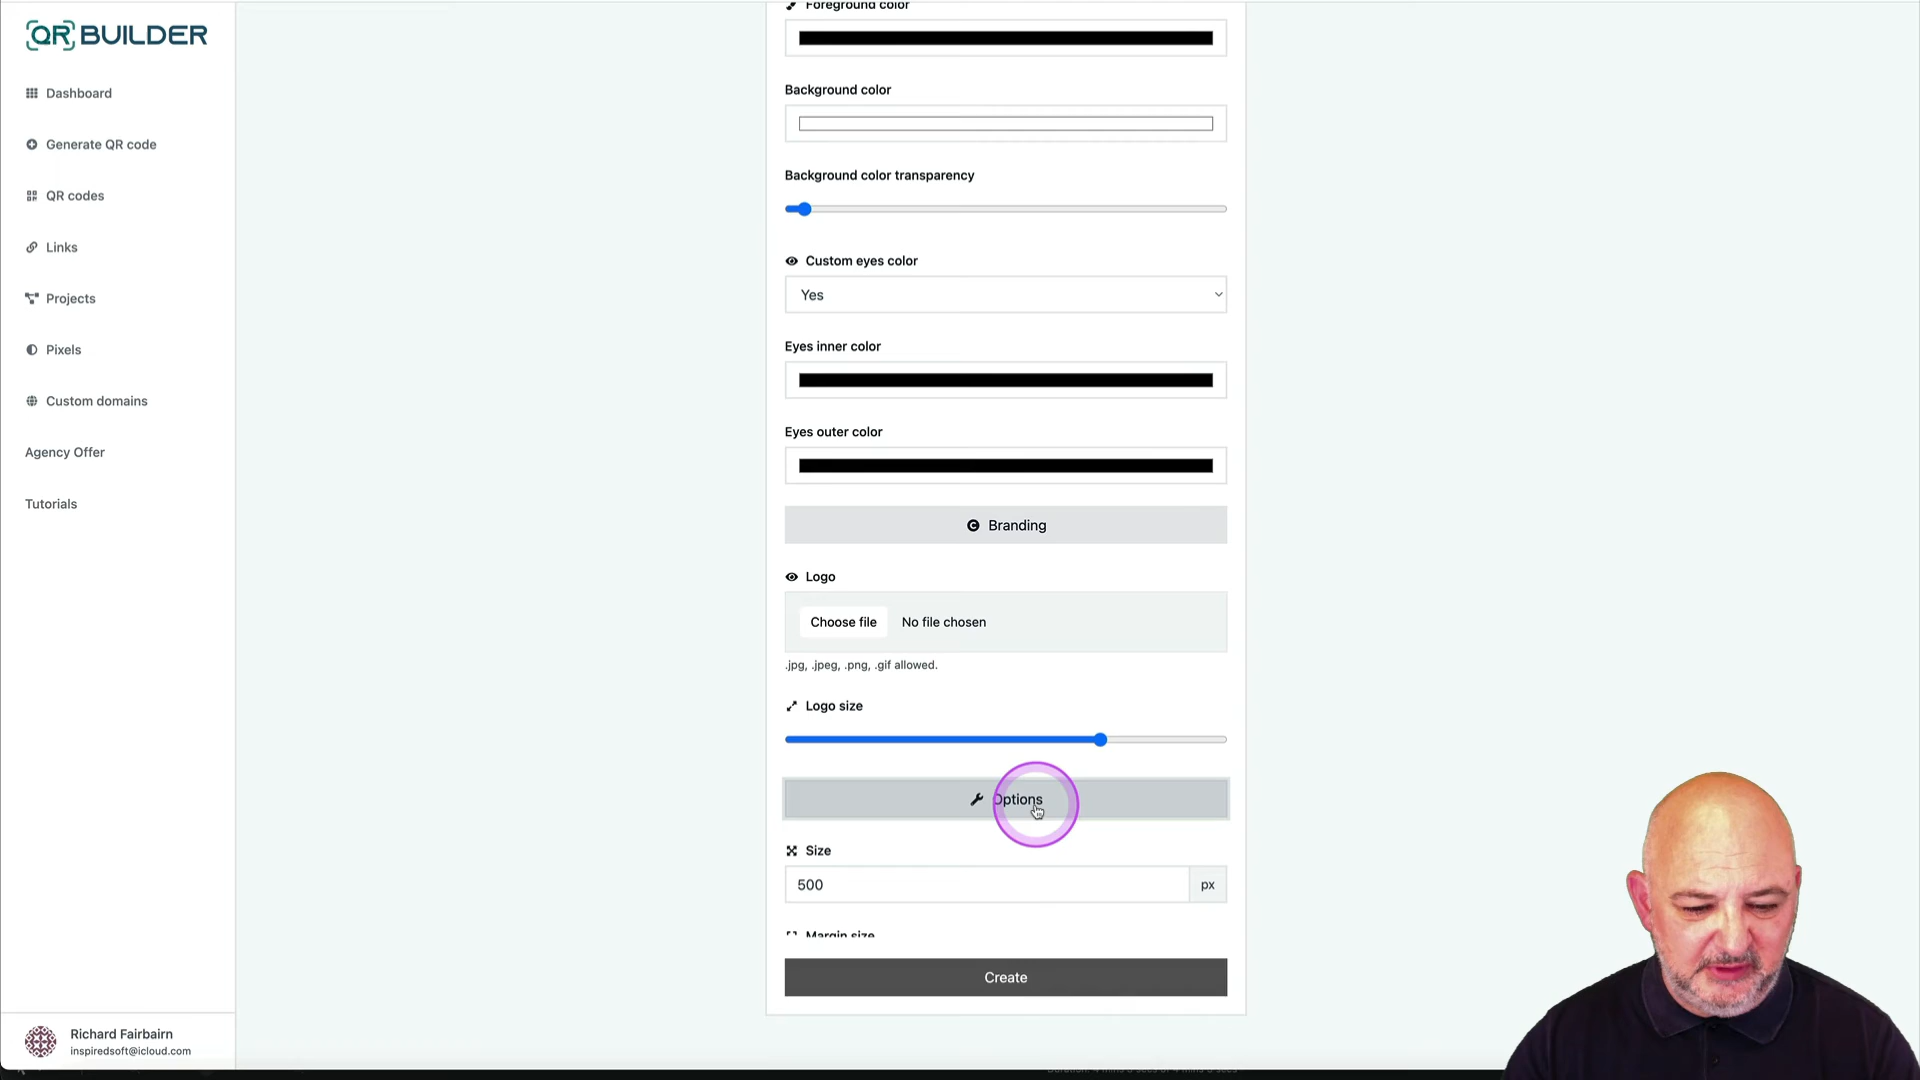 QR BUILDER
Dashboard
Generate QR code
QR codes
Links
Projects
Pixels
Custom domains
Agency Offer
Tutorials
Richard Fairbairn
inspiredsoft@icloud.com
Foreground color
Background color
Background color transparency
Custom eyes color
Yes
Eyes inner color
Eyes outer color
Branding
Logo
Choose file No file chosen
.jpg, .jpeg, .png, .gif allowed.
Logo size
Options
Size
500 px
Margin size
Create